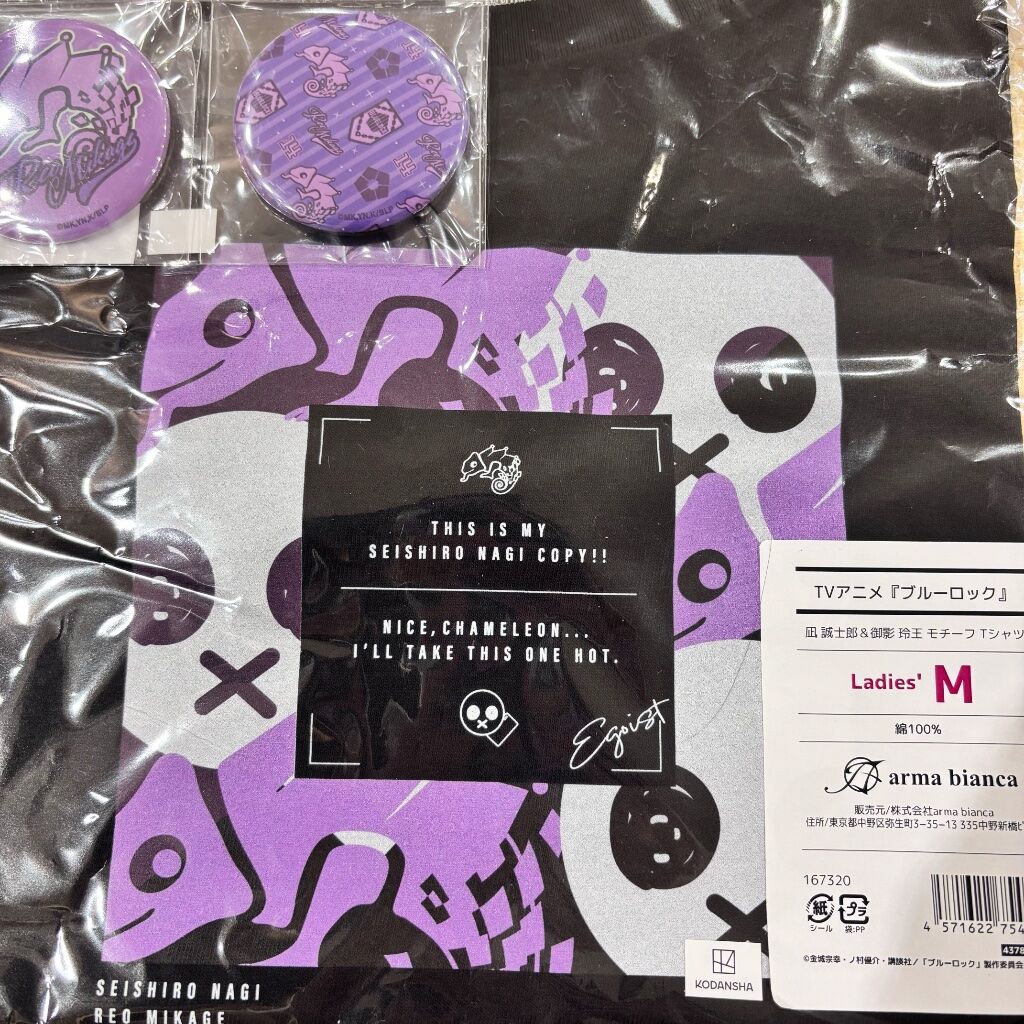 Reo Mikage
©MK,YN,K/BLP
©MK,YN,K/BLP
THIS IS MY
SEISHIRO NAGI COPY!!
NICE, CHAMELEON...
I'LL TAKE THIS ONE HOT.
Egoist
TVアニメ『ブルーロック』
凪 誠士郎&御影 玲王 モチーフ Tシャツ
Ladies' M
綿100%
arma bianca
販売元/株式会社arma bianca
住所/東京都中野区弥生町3-35-13 335中野新橋ビ
167320
紙
シール
プラ
袋:PP
4 571622 754
4378
©金城宗幸・ノ村優介・講談社/「ブルーロック」製作委員会
KODANSHA
SEISHIRO NAGI
REO MIKAGE